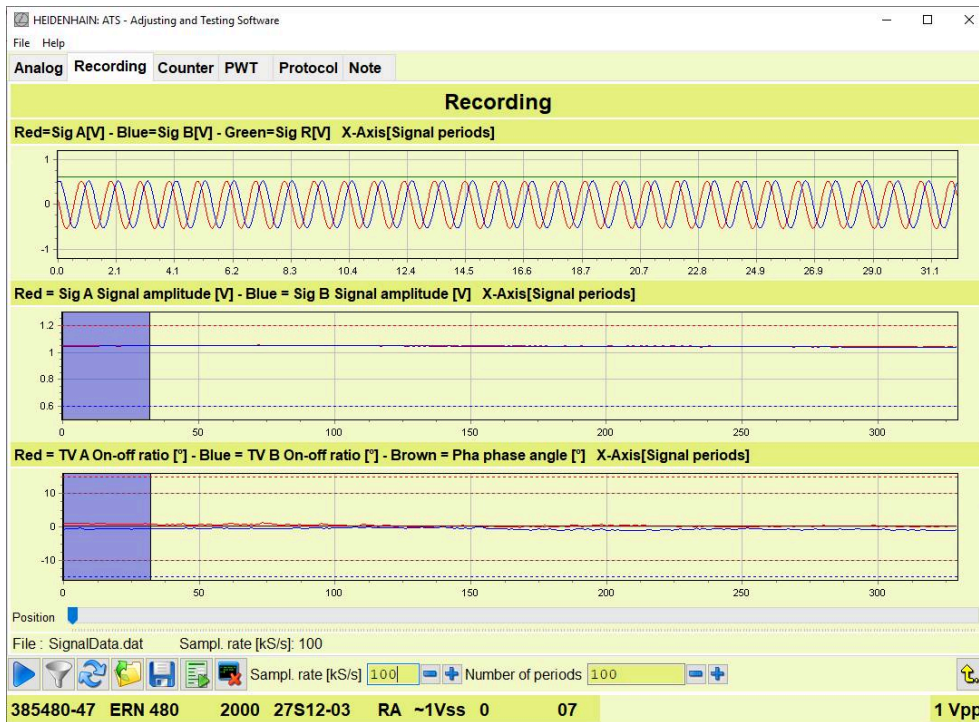 HEIDENHAIN: ATS - Adjusting and Testing Software
File Help
Analog Recording Counter PWT Protocol Note
Recording
Red=Sig A[V] - Blue=Sig B[V] - Green=Sig R[V] X-Axis[Signal periods]
1
0
-1
0.0 2.1 4.1 6.2 8.3 10.4 12.4 14.5 16.6 18.7 20.7 22.8 24.9 26.9 29.0 31.1
Red = Sig A Signal amplitude [V] - Blue = Sig B Signal amplitude [V] X-Axis[Signal periods]
1.2
1
0.8
0.6
0 50 100 150 200 250 300
Red = TV A On-off ratio [°] - Blue = TV B On-off ratio [°] - Brown = Pha phase angle [°] X-Axis[Signal periods]
10
0
-10
0 50 100 150 200 250 300
Position
File : SignalData.dat Sampl. rate [kS/s]: 100
Sampl. rate [kS/s] 100 Number of periods 100
385480-47 ERN 480 2000 27S12-03 RA ~1Vss 0 07 1 Vpp